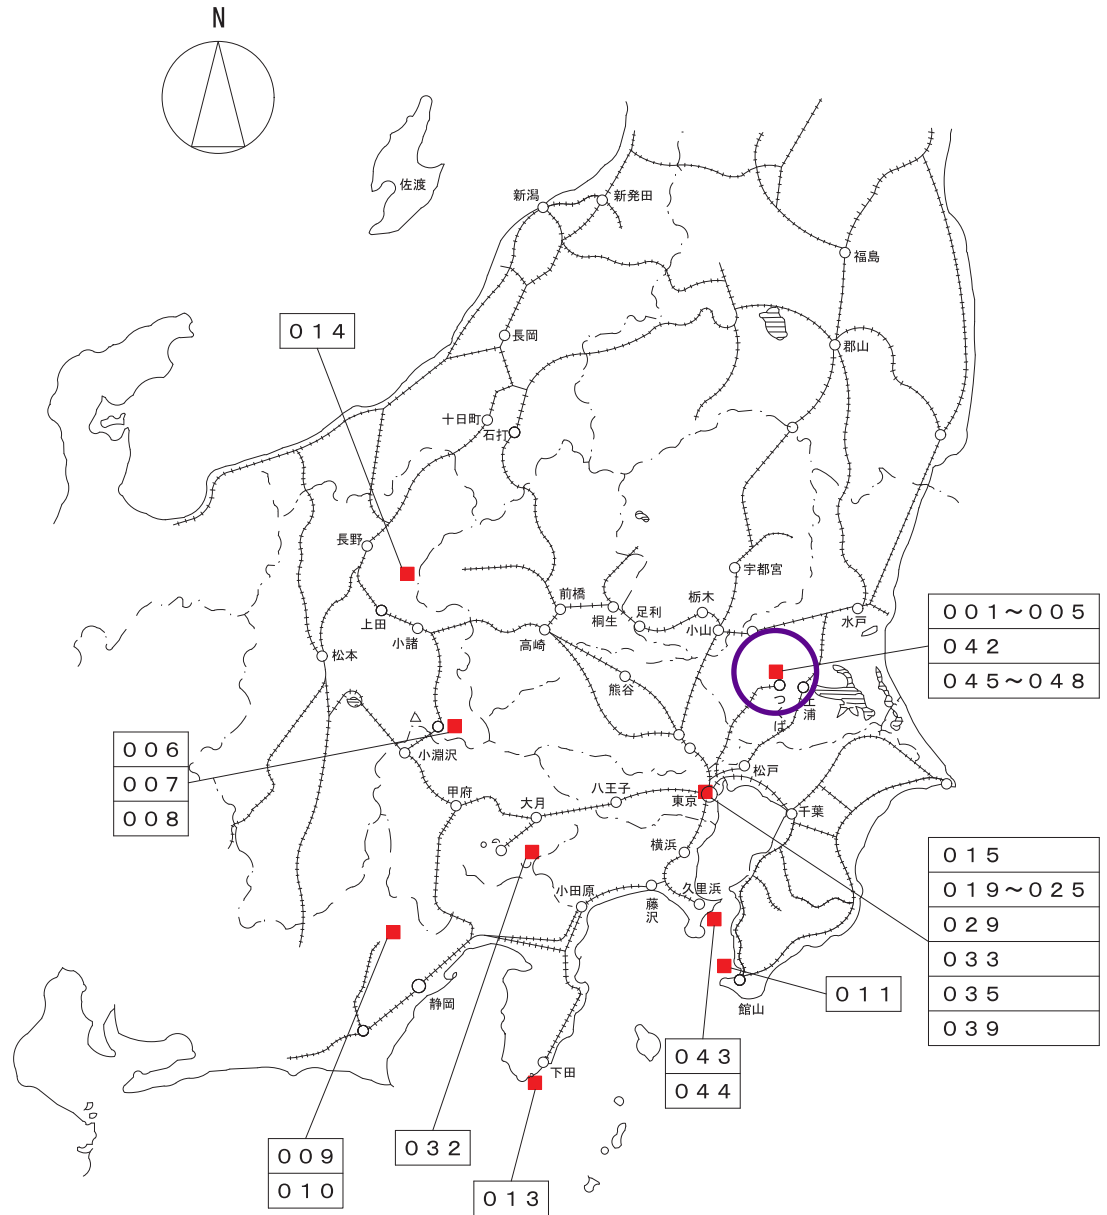 N
佐渡
新潟
新発田
福島
０１４
長岡
郡山
十日町
石打
長野
宇都宮
前橋
桐生
足利
栃木
小山
水戸
上田
小諸
高崎
００１～００５
０４２
０４５～０４８
松本
熊谷
つくば
土浦
００６
００７
００８
小淵沢
松戸
甲府
大月
八王子
東京
千葉
横浜
０１５
０１９～０２５
０２９
０３３
０３５
０３９
小田原
藤沢
久里浜
静岡
館山
０１１
０４３
０４４
下田
０３２
００９
０１０
０１３